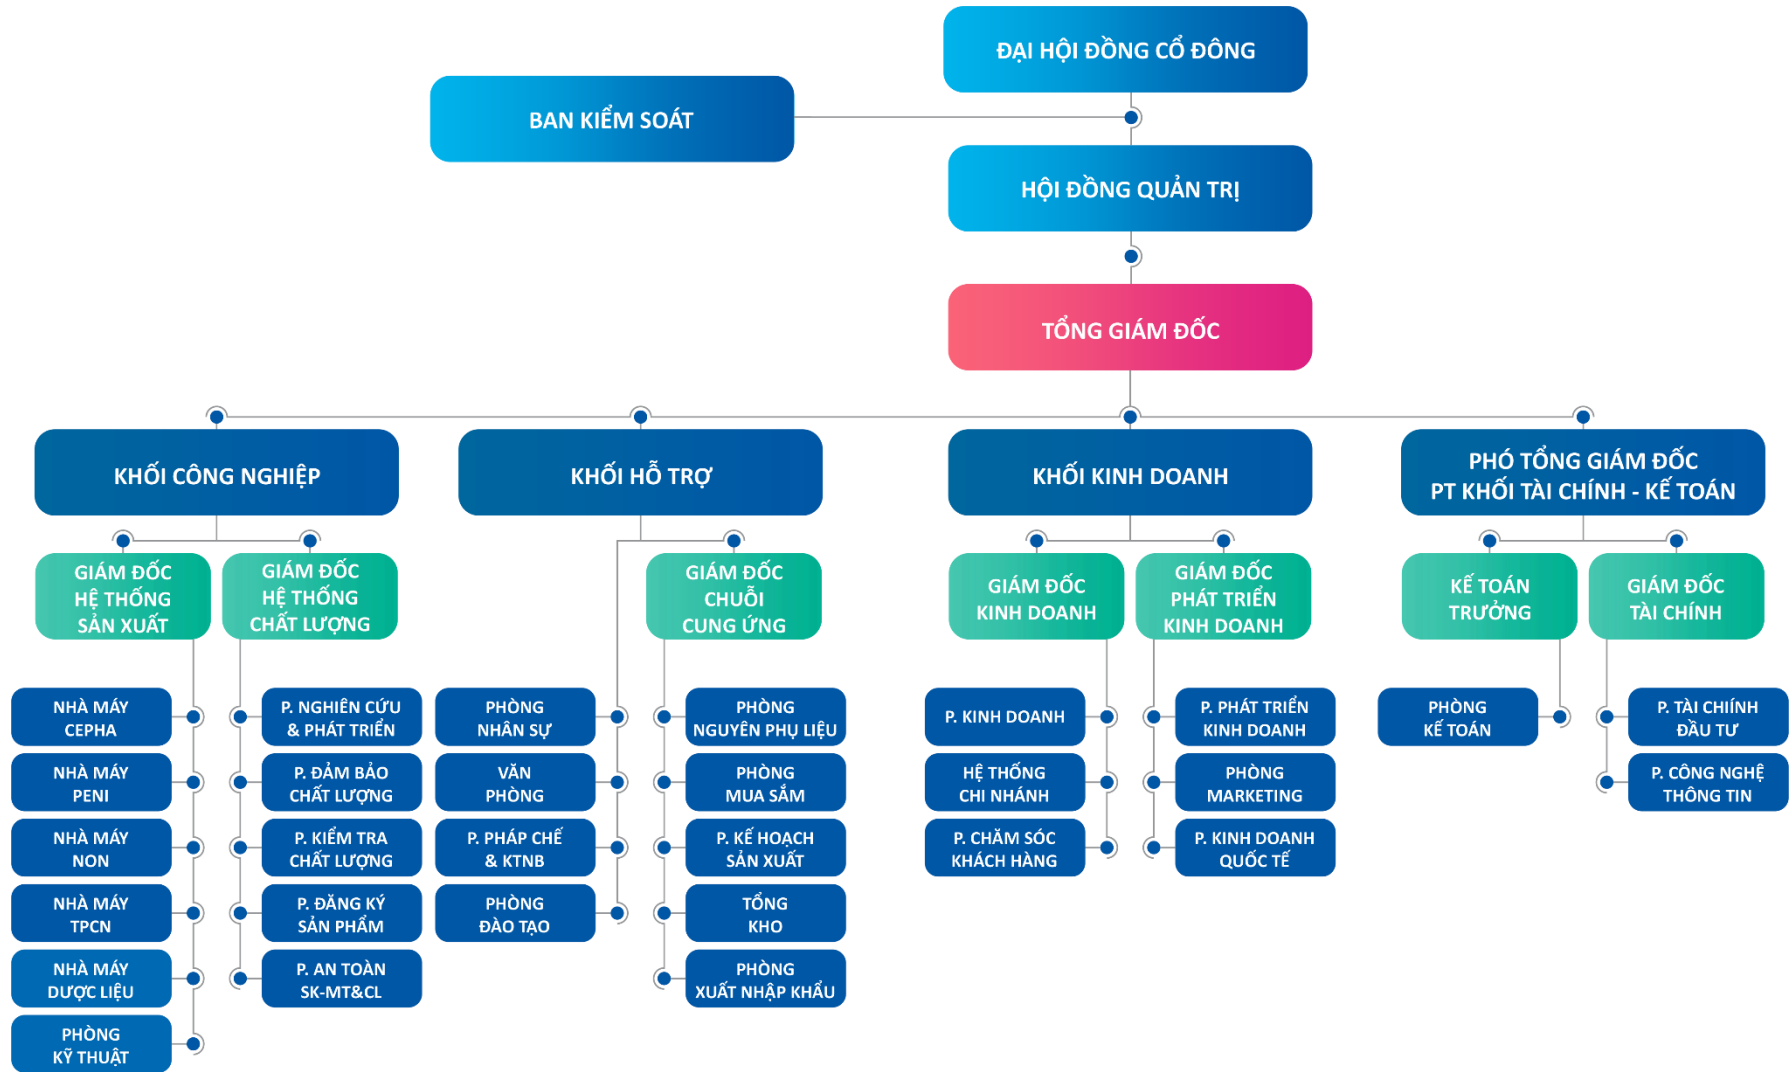 ĐẠI HỘI ĐỒNG CỔ ĐÔNG
BAN KIỂM SOÁT
HỘI ĐỒNG QUẢN TRỊ
TỔNG GIÁM ĐỐC
KHỐI CÔNG NGHIỆP
KHỐI HỖ TRỢ
KHỐI KINH DOANH
PHÓ TỔNG GIÁM ĐỐC
PT KHỐI TÀI CHÍNH - KẾ TOÁN
GIÁM ĐỐC
HỆ THỐNG
SẢN XUẤT
GIÁM ĐỐC
HỆ THỐNG
CHẤT LƯỢNG
GIÁM ĐỐC
CHUỖI
CUNG ỨNG
GIÁM ĐỐC
KINH DOANH
GIÁM ĐỐC
PHÁT TRIỂN
KINH DOANH
KẾ TOÁN
TRƯỞNG
GIÁM ĐỐC
TÀI CHÍNH
NHÀ MÁY
CEPHA
NHÀ MÁY
PENI
NHÀ MÁY
NON
NHÀ MÁY
TPCN
NHÀ MÁY
DƯỢC LIỆU
PHÒNG
KỸ THUẬT
P. NGHIÊN CỨU
& PHÁT TRIỂN
P. ĐẢM BẢO
CHẤT LƯỢNG
P. KIỂM TRA
CHẤT LƯỢNG
P. ĐĂNG KÝ
SẢN PHẨM
P. AN TOÀN
SK-MT&CL
PHÒNG
NHÂN SỰ
VĂN
PHÒNG
P. PHÁP CHẾ
& KTNB
PHÒNG
ĐÀO TẠO
PHÒNG
NGUYÊN PHỤ LIỆU
PHÒNG
MUA SẮM
P. KẾ HOẠCH
SẢN XUẤT
TỔNG
KHO
PHÒNG
XUẤT NHẬP KHẨU
P. KINH DOANH
HỆ THỐNG
CHI NHÁNH
P. CHĂM SÓC
KHÁCH HÀNG
P. PHÁT TRIỂN
KINH DOANH
PHÒNG
MARKETING
P. KINH DOANH
QUỐC TẾ
PHÒNG
KẾ TOÁN
P. TÀI CHIÍNH
ĐẦU TƯ
P. CÔNG NGHỆ
THÔNG TIN